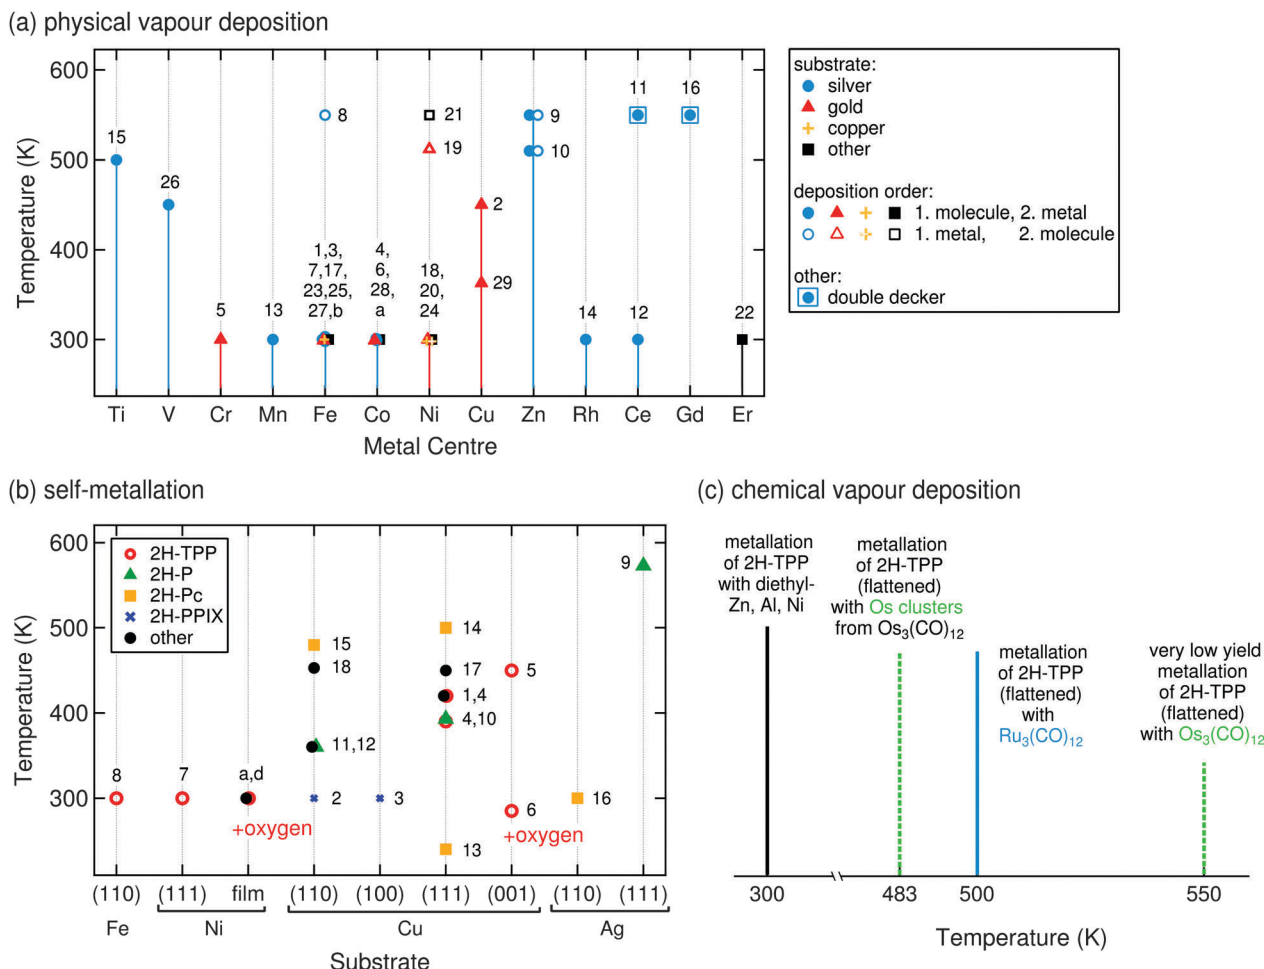 (a) physical vapour deposition
600
500
400
300
Temperature (K)
15
26
5
13
8
1,3,
7,17,
23,25,
27,b
4,
6,
28,
a
21
19
18,
20,
24
2
29
9
10
14
11
12
16
22
Ti V Cr Mn Fe Co Ni Cu Zn Rh Ce Gd Er
Metal Centre
substrate:
silver
gold
copper
other
deposition order:
1. molecule, 2. metal
1. metal, 2. molecule
other:
double decker
(b) self-metallation
600
500
400
300
Temperature (K)
2H-TPP
2H-P
2H-Pc
2H-PPIX
other
8
7
a,d
+oxygen
15
18
11,12
2
3
14
17
1,4
4,10
13
5
6
+oxygen
16
9
(110) (111) film (110) (100) (111) (001) (110) (111)
Fe Ni Cu Ag
Substrate
(c) chemical vapour deposition
metallation
of 2H-TPP
with diethyl-
Zn, Al, Ni
metallation
of 2H-TPP
(flattened)
with Os clusters
from Os₃(CO)₁₂
metallation
of 2H-TPP
(flattened)
with
Ru₃(CO)₁₂
very low yield
metallation
of 2H-TPP
(flattened)
with Os₃(CO)₁₂
300 483 500 550
Temperature (K)